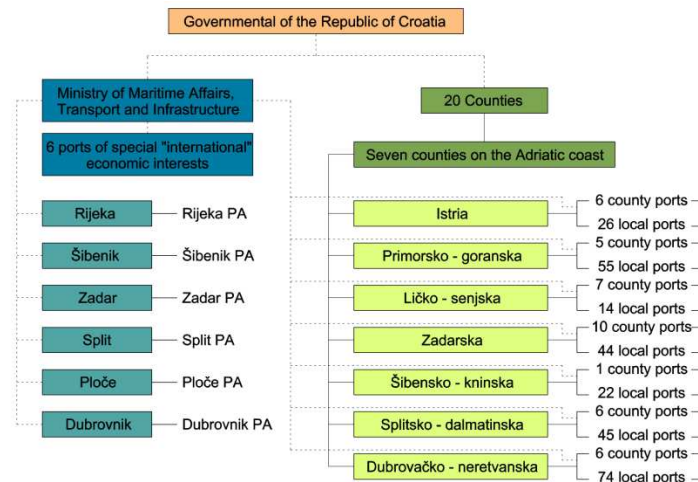 Governmental of the Republic of Croatia
Ministry of Maritime Affairs,
Transport and Infrastructure
20 Counties
6 ports of special "international"
economic interests
Seven counties on the Adriatic coast
Rijeka
Rijeka PA
Šibenik
Šibenik PA
Zadar
Zadar PA
Split
Split PA
Ploče
Ploče PA
Dubrovnik
Dubrovnik PA
Istria
6 county ports
26 local ports
Primorsko - goranska
5 county ports
55 local ports
Ličko - senjska
7 county ports
14 local ports
Zadarska
10 county ports
44 local ports
Šibensko - kninska
1 county ports
22 local ports
Splitsko - dalmatinska
6 county ports
45 local ports
Dubrovačko - neretvanska
6 county ports
74 local ports